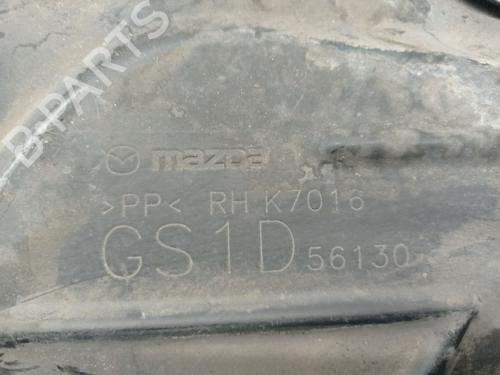 B-PARTS
mazda
>PP< RH K7016
GS1D 56130